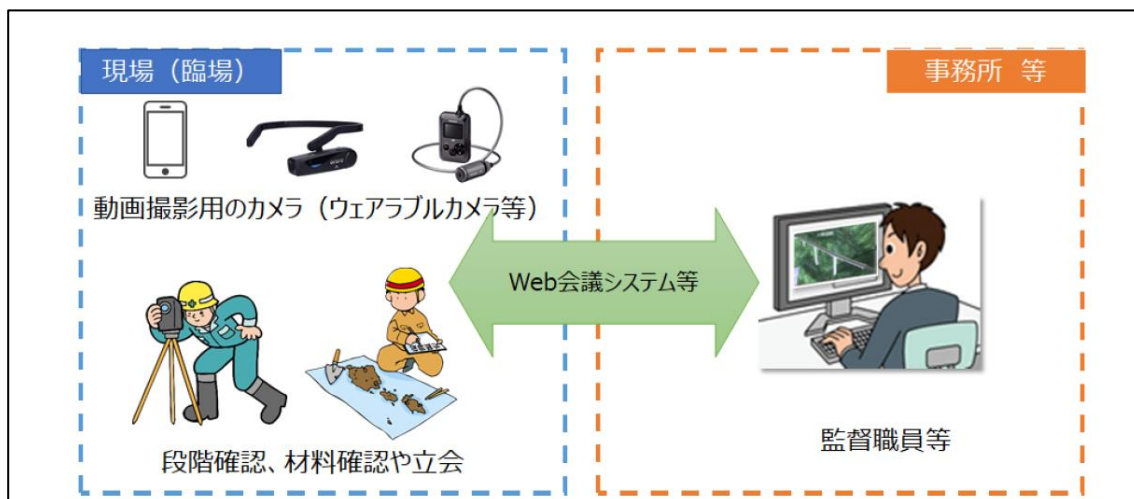 現場（臨場）
事務所 等
動画撮影用のカメラ（ウェアラブルカメラ等）
Web会議システム等
段階確認、材料確認や立会
監督職員等